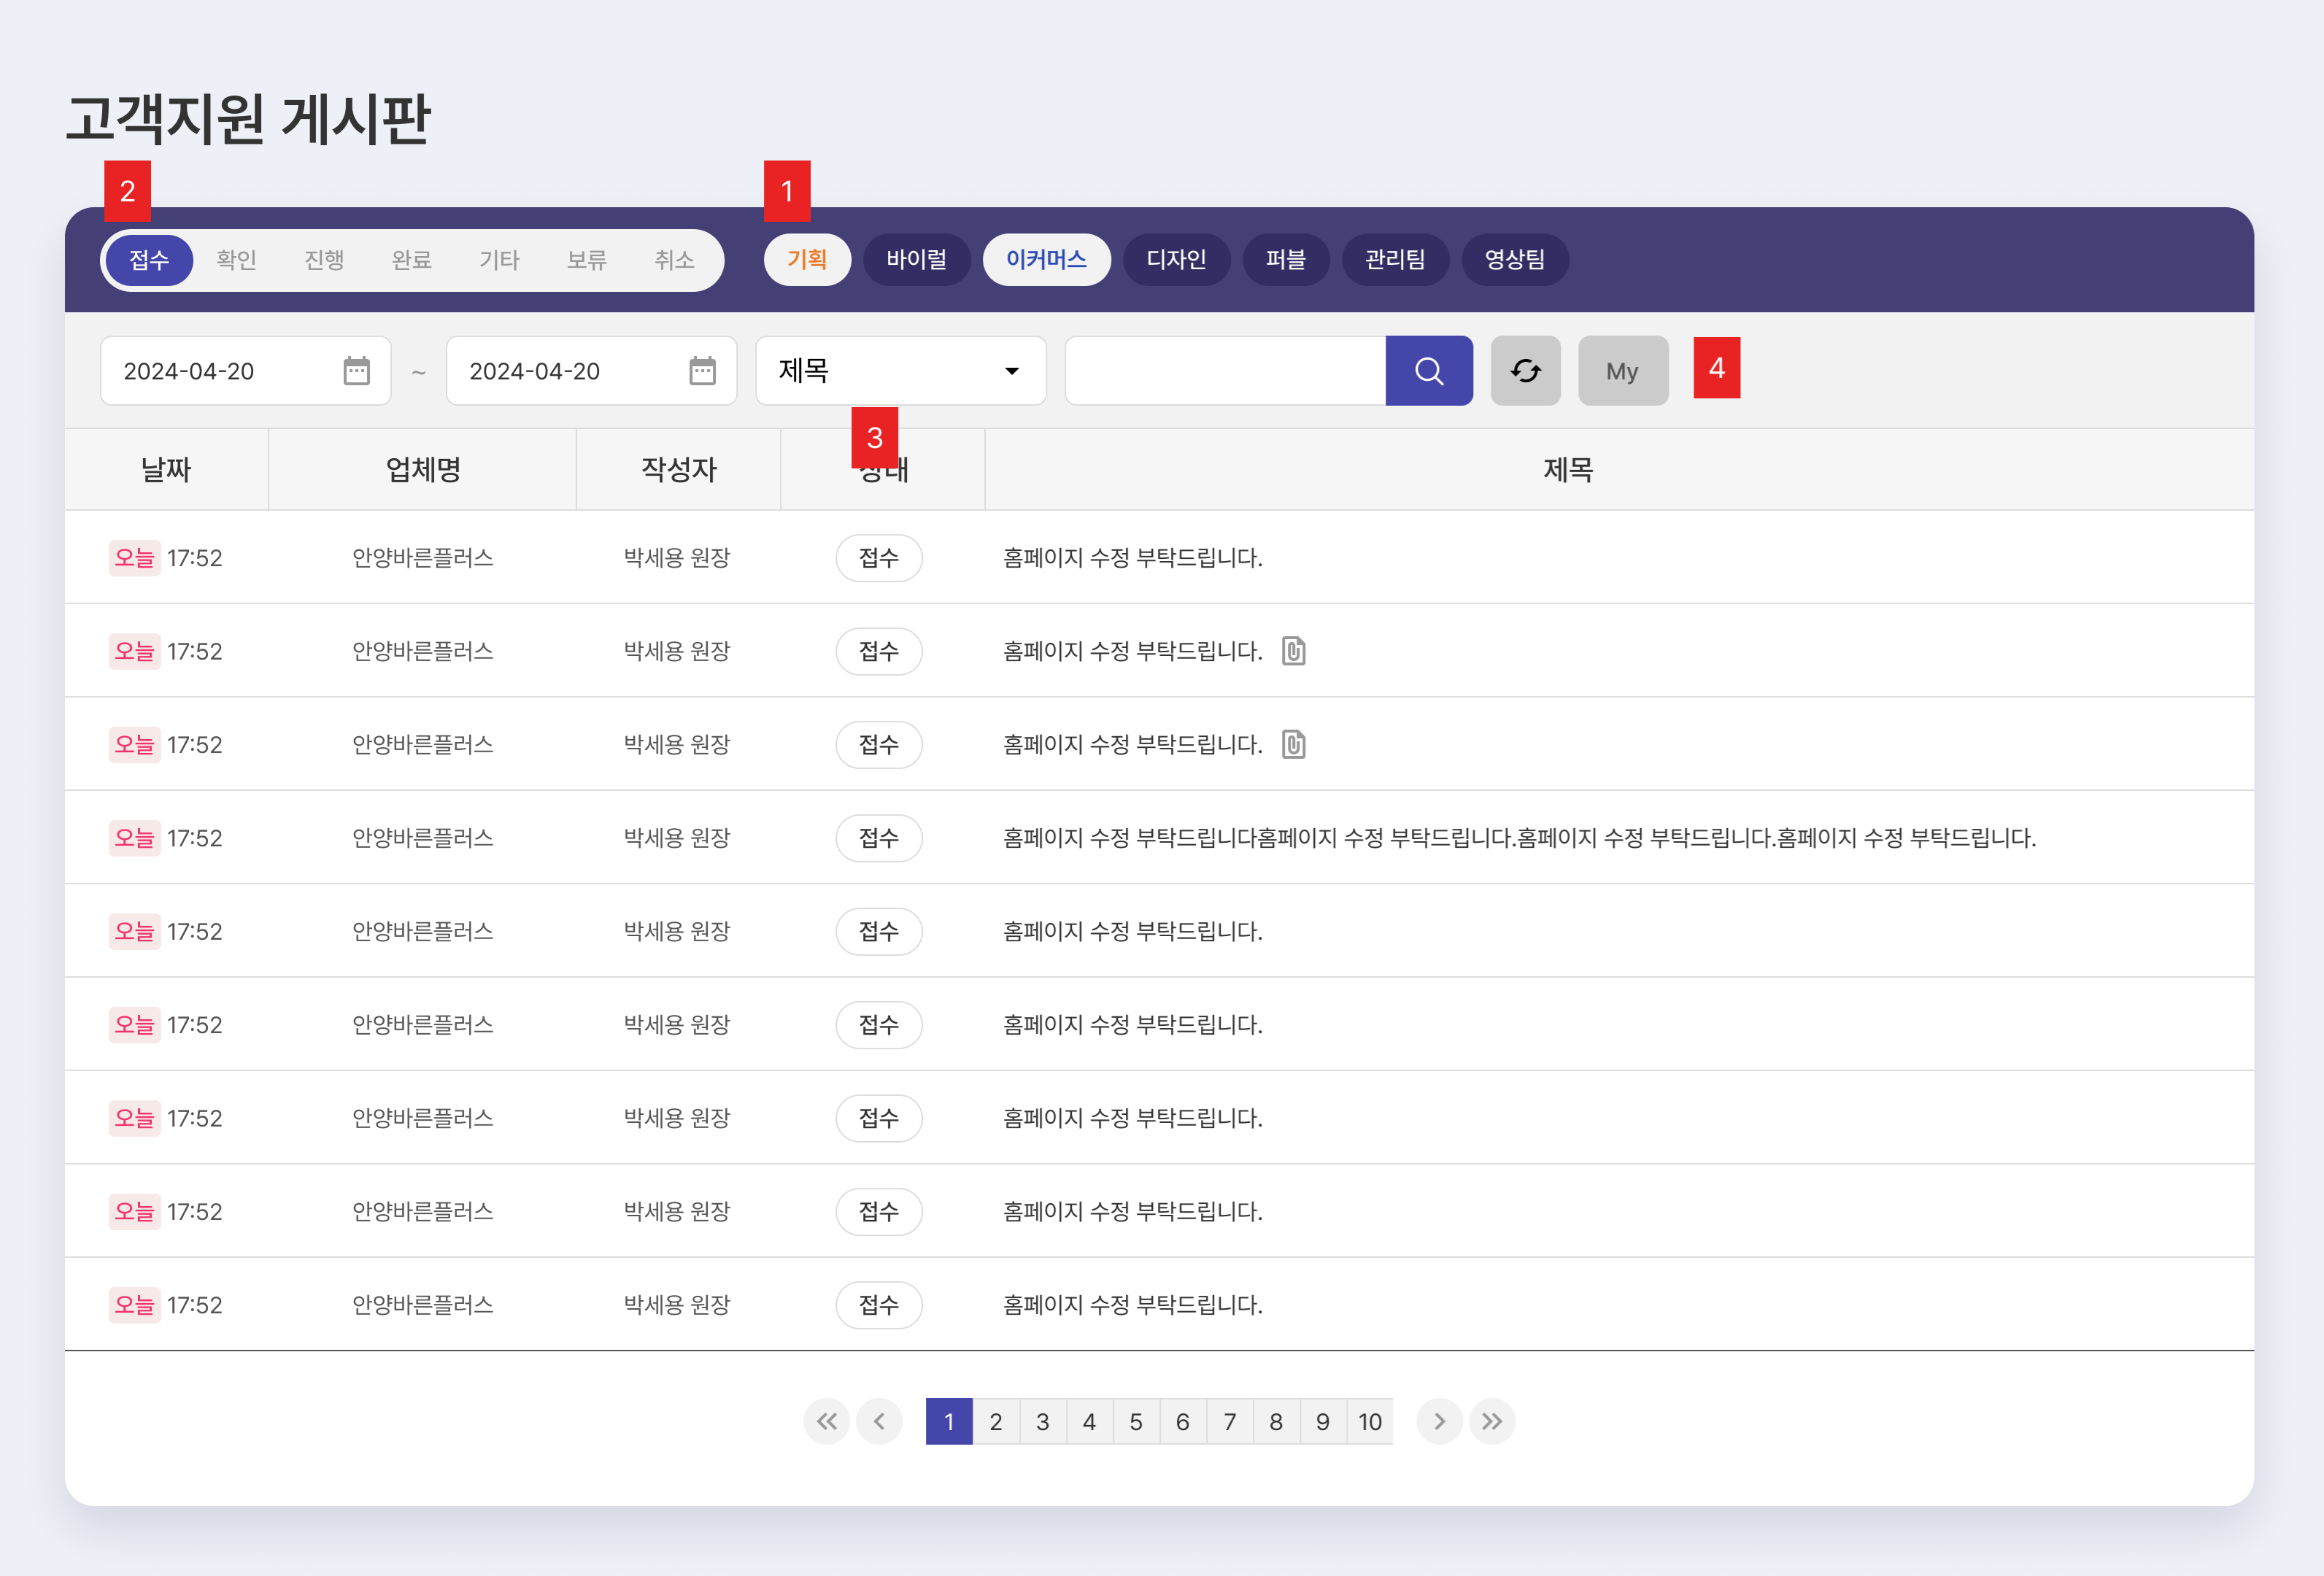 고객지원 게시판
2 1
접수 확인 진행 완료 기타 보류 취소 기획 바이럴 이커머스 디자인 퍼블 관리팀 영상팀
2024-04-20 ~ 2024-04-20 제목 My 4
3
날짜 업체명 작성자 상태 제목
오늘 17:52 안양바른플러스 박세용 원장 접수 홈페이지 수정 부탁드립니다.
오늘 17:52 안양바른플러스 박세용 원장 접수 홈페이지 수정 부탁드립니다.
오늘 17:52 안양바른플러스 박세용 원장 접수 홈페이지 수정 부탁드립니다.
오늘 17:52 안양바른플러스 박세용 원장 접수 홈페이지 수정 부탁드립니다홈페이지 수정 부탁드립니다.홈페이지 수정 부탁드립니다.홈페이지 수정 부탁드립니다.
오늘 17:52 안양바른플러스 박세용 원장 접수 홈페이지 수정 부탁드립니다.
오늘 17:52 안양바른플러스 박세용 원장 접수 홈페이지 수정 부탁드립니다.
오늘 17:52 안양바른플러스 박세용 원장 접수 홈페이지 수정 부탁드립니다.
오늘 17:52 안양바른플러스 박세용 원장 접수 홈페이지 수정 부탁드립니다.
오늘 17:52 안양바른플러스 박세용 원장 접수 홈페이지 수정 부탁드립니다.
1 2 3 4 5 6 7 8 9 10